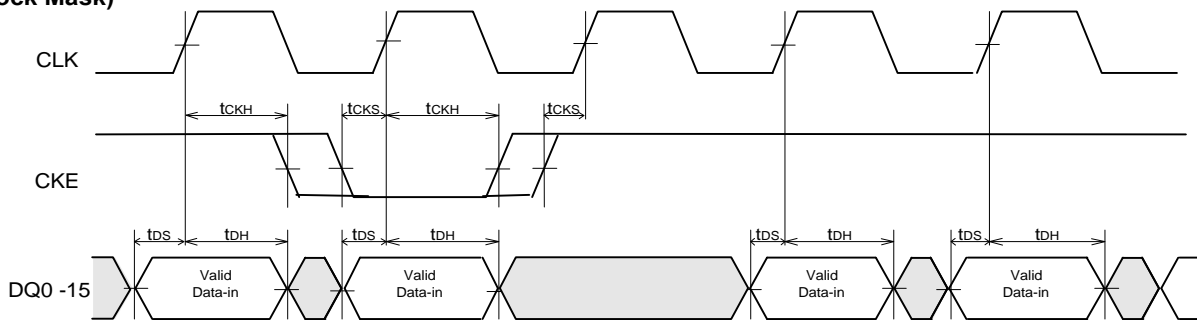 ock Mask)
CLK
tCKH tCKS tCKH tCKS
CKE
tDS tDH tDS tDH tDS tDH tDS tDH
Valid Valid Valid Valid
DQ0 -15 Data-in Data-in Data-in Data-in